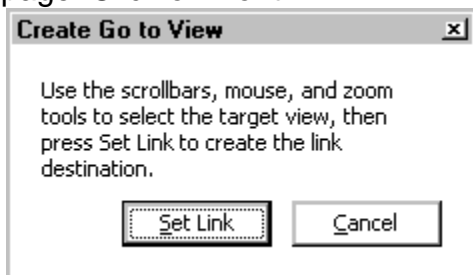 Create Go to View
Use the scrollbars, mouse, and zoom
tools to select the target view, then
press Set Link to create the link
destination.
Set Link Cancel